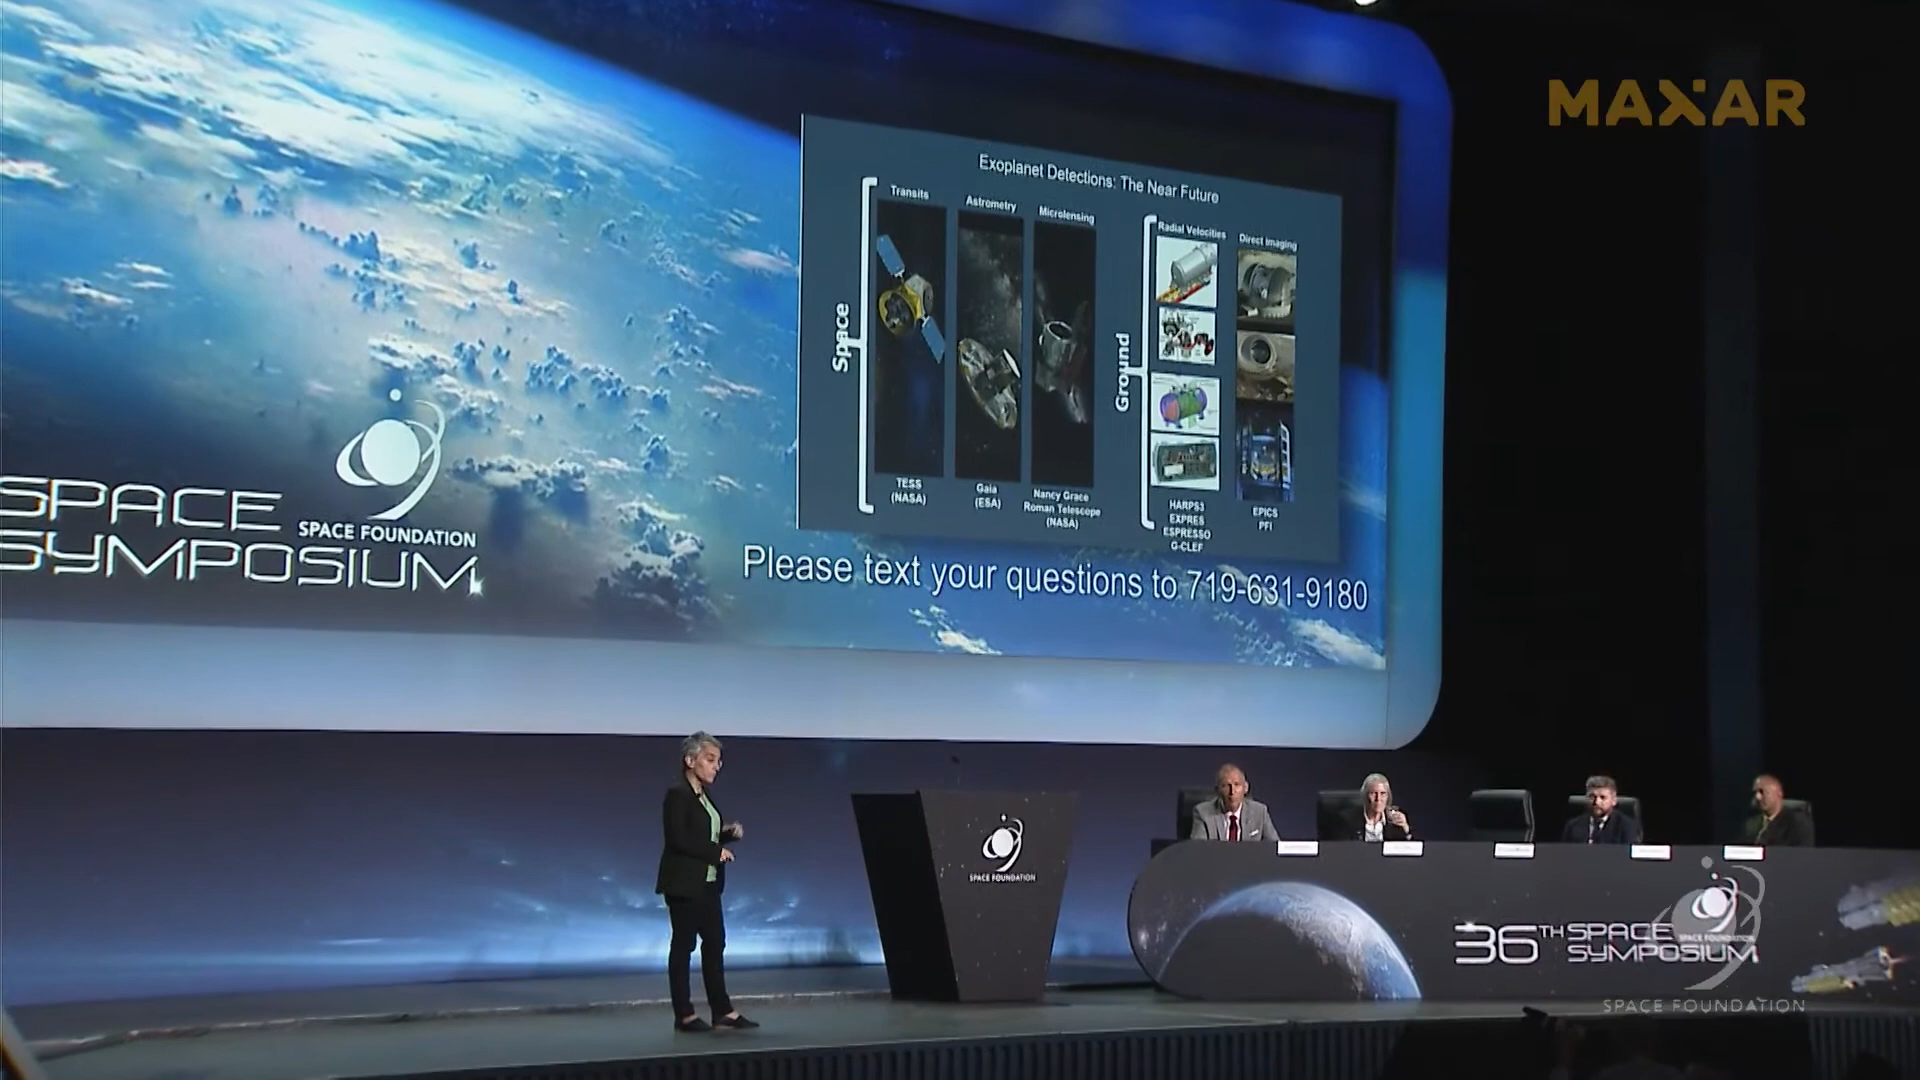 MAXAR
Exoplanet Detections: The Near Future
Space
Transits
Astrometry
Microlensing
TESS
(NASA)
Gaia
(ESA)
Nancy Grace
Roman Telescope
(NASA)
Ground
Radial Velocities
Direct Imaging
HARPS3
EXPRES
ESPRESSO
G-CLEF
EPICS
PFI
SPACE
SYMPOSIUM
SPACE FOUNDATION
Please text your questions to 719-631-9180
SPACE FOUNDATION
36TH SPACE
SYMPOSIUM
SPACE FOUNDATION
SPACE FOUNDATION